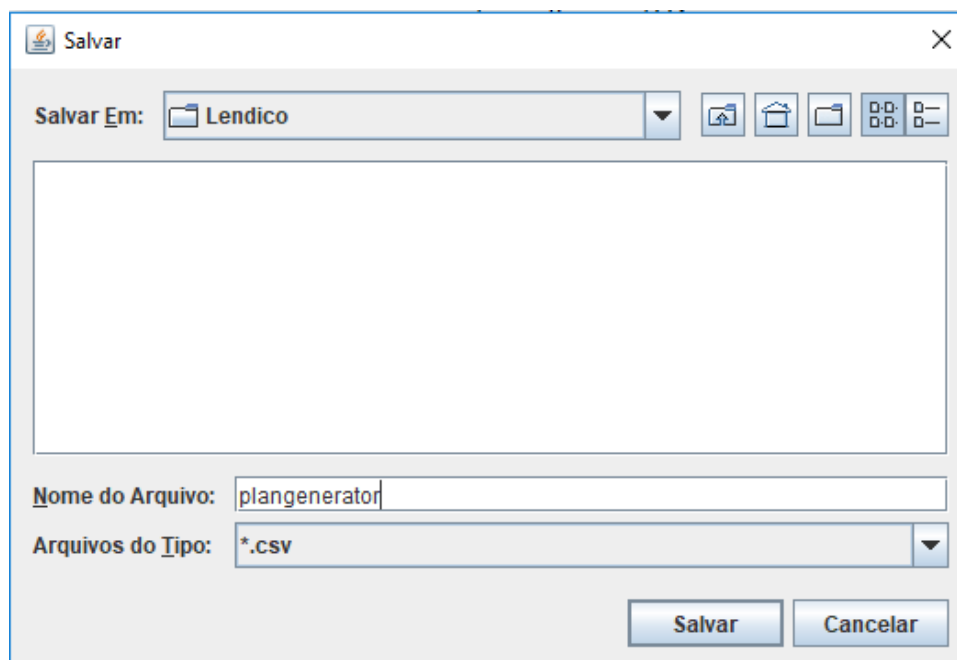 Salvar
Salvar Em: Lendico
Nome do Arquivo: plangenerator
Arquivos do Tipo: *.csv
Salvar Cancelar